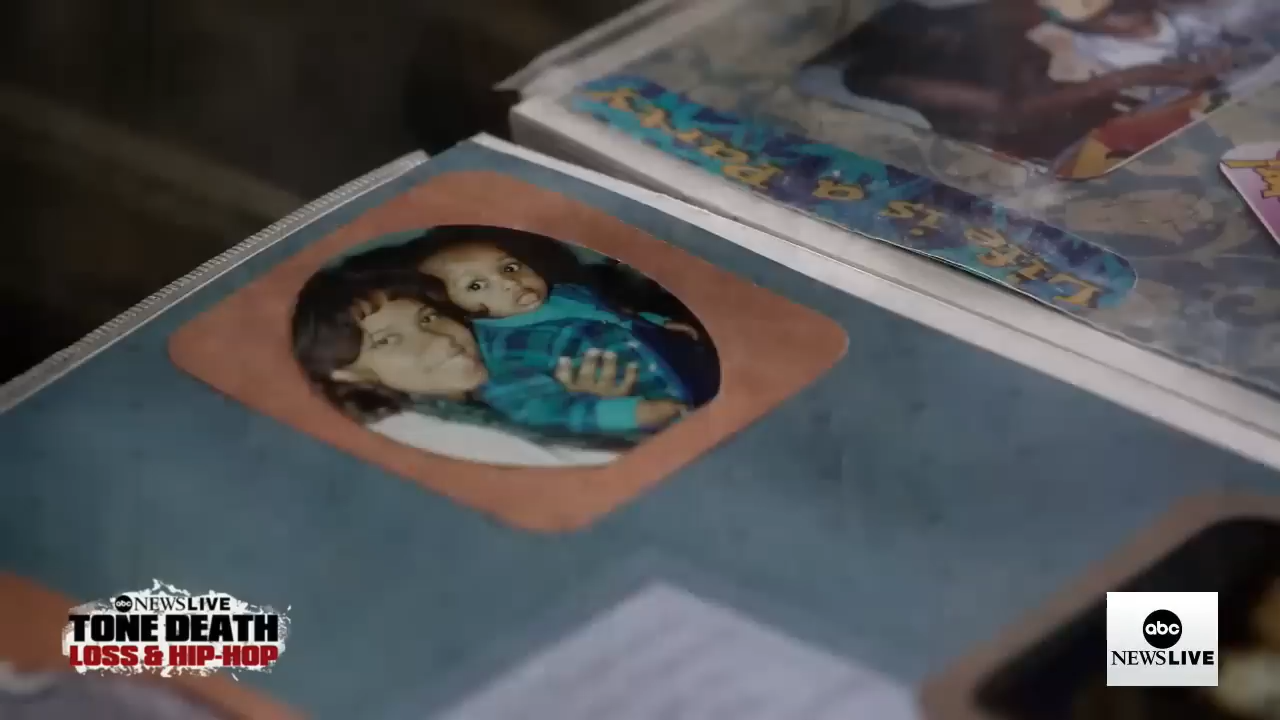 Life is a Party
abc NEWS LIVE
TONE DEATH
LOSS & HIP-HOP
abc
NEWS LIVE